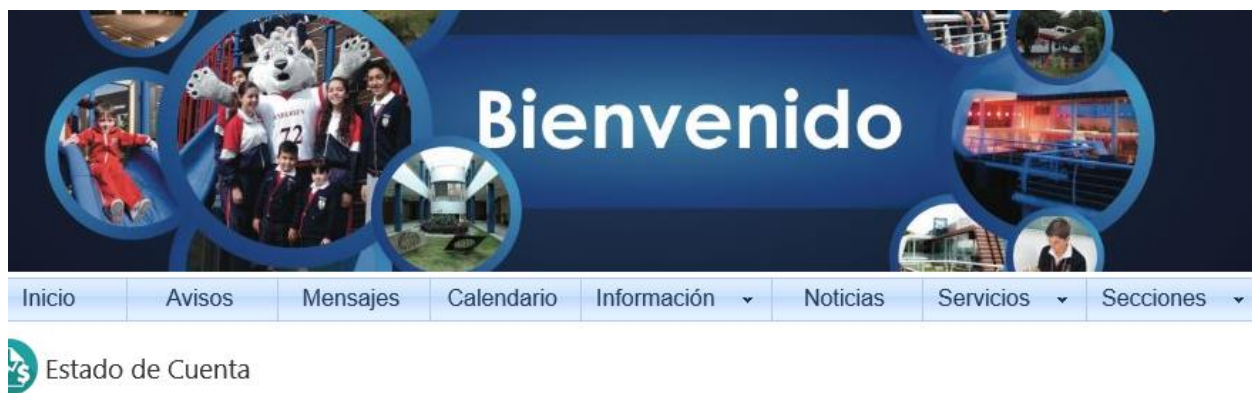 Bienvenido
72
Inicio Avisos Mensajes Calendario Información Noticias Servicios Secciones
Estado de Cuenta